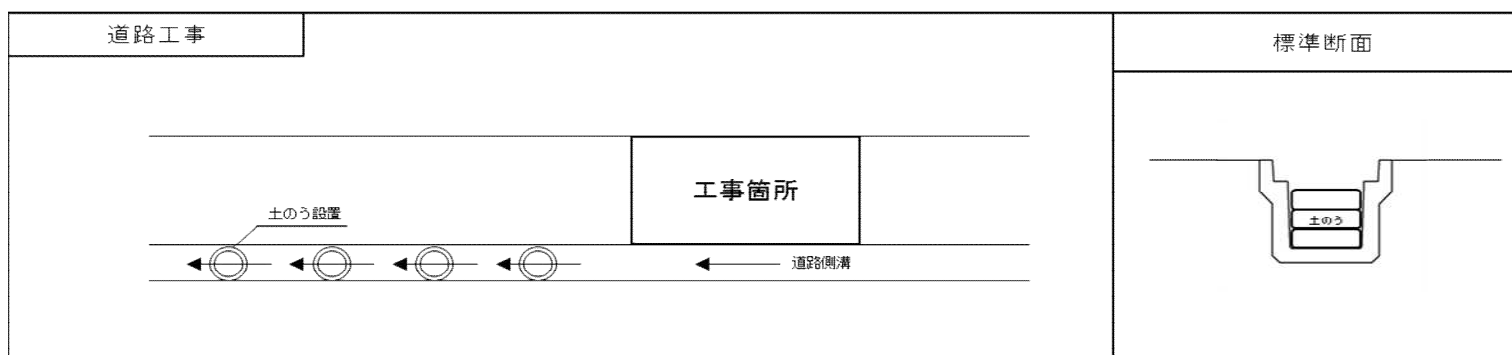 道路工事
標準断面
工事箇所
土のう設置
道路側溝
土のう